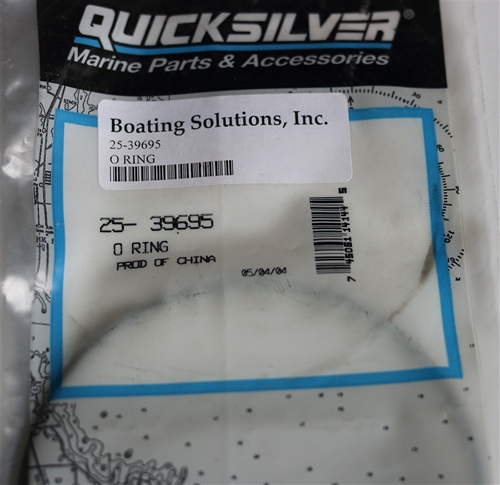 QUICKSILVER®
Marine Parts & Accessories
Boating Solutions, Inc.
25-39695
O RING
25- 39695
O RING
PROD OF CHINA
05/04/04